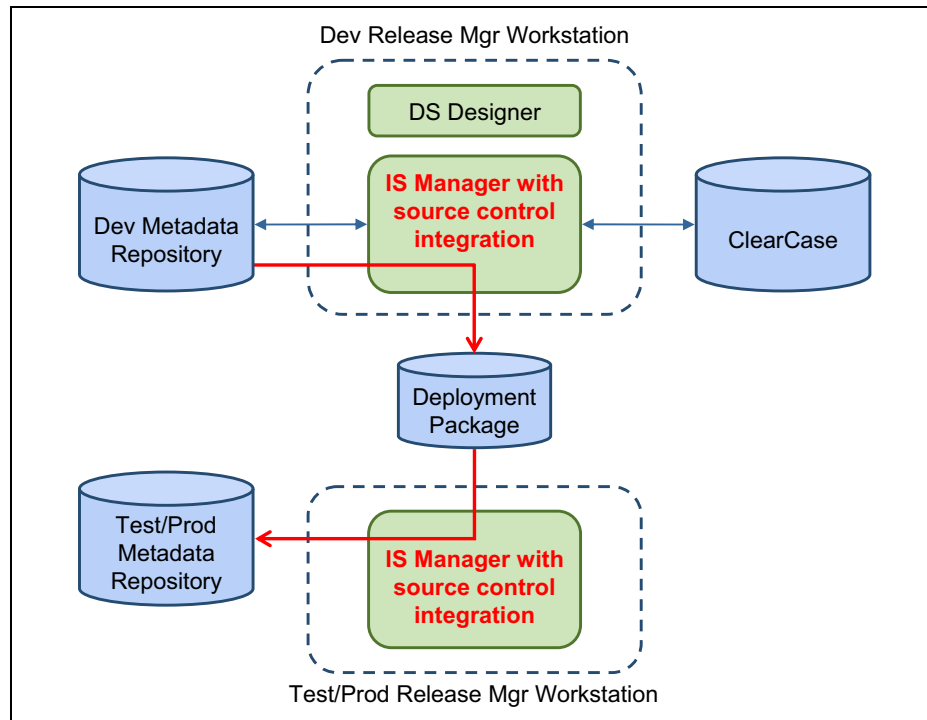 Dev Release Mgr Workstation
DS Designer
IS Manager with
source control
integration
Dev Metadata
Repository
ClearCase
Deployment
Package
Test/Prod
Metadata
Repository
IS Manager with
source control
integration
Test/Prod Release Mgr Workstation